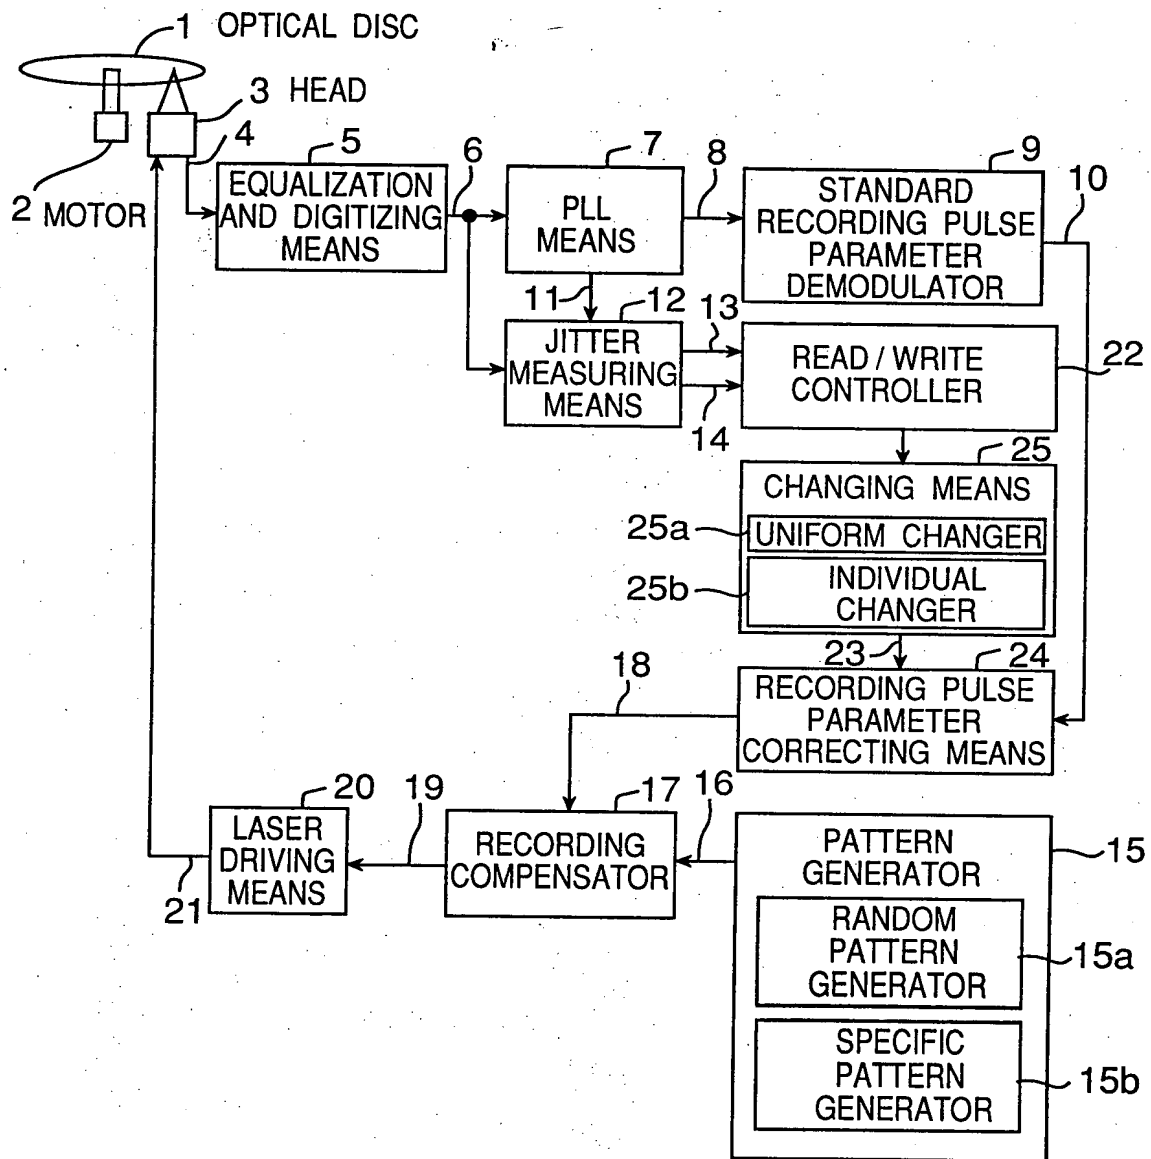 1 OPTICAL DISC
3 HEAD
4
2 MOTOR
5
EQUALIZATION
AND DIGITIZING
MEANS
6
7
PLL
MEANS
8
9
STANDARD
RECORDING PULSE
PARAMETER
DEMODULATOR
10
11
12
JITTER
MEASURING
MEANS
13
14
READ / WRITE
CONTROLLER
22
25
CHANGING MEANS
25a
UNIFORM CHANGER
25b
INDIVIDUAL
CHANGER
23
24
RECORDING PULSE
PARAMETER
CORRECTING MEANS
18
20
LASER
DRIVING
MEANS
21
19
17
RECORDING
COMPENSATOR
16
PATTERN
GENERATOR
15
RANDOM
PATTERN
GENERATOR
15a
SPECIFIC
PATTERN
GENERATOR
15b